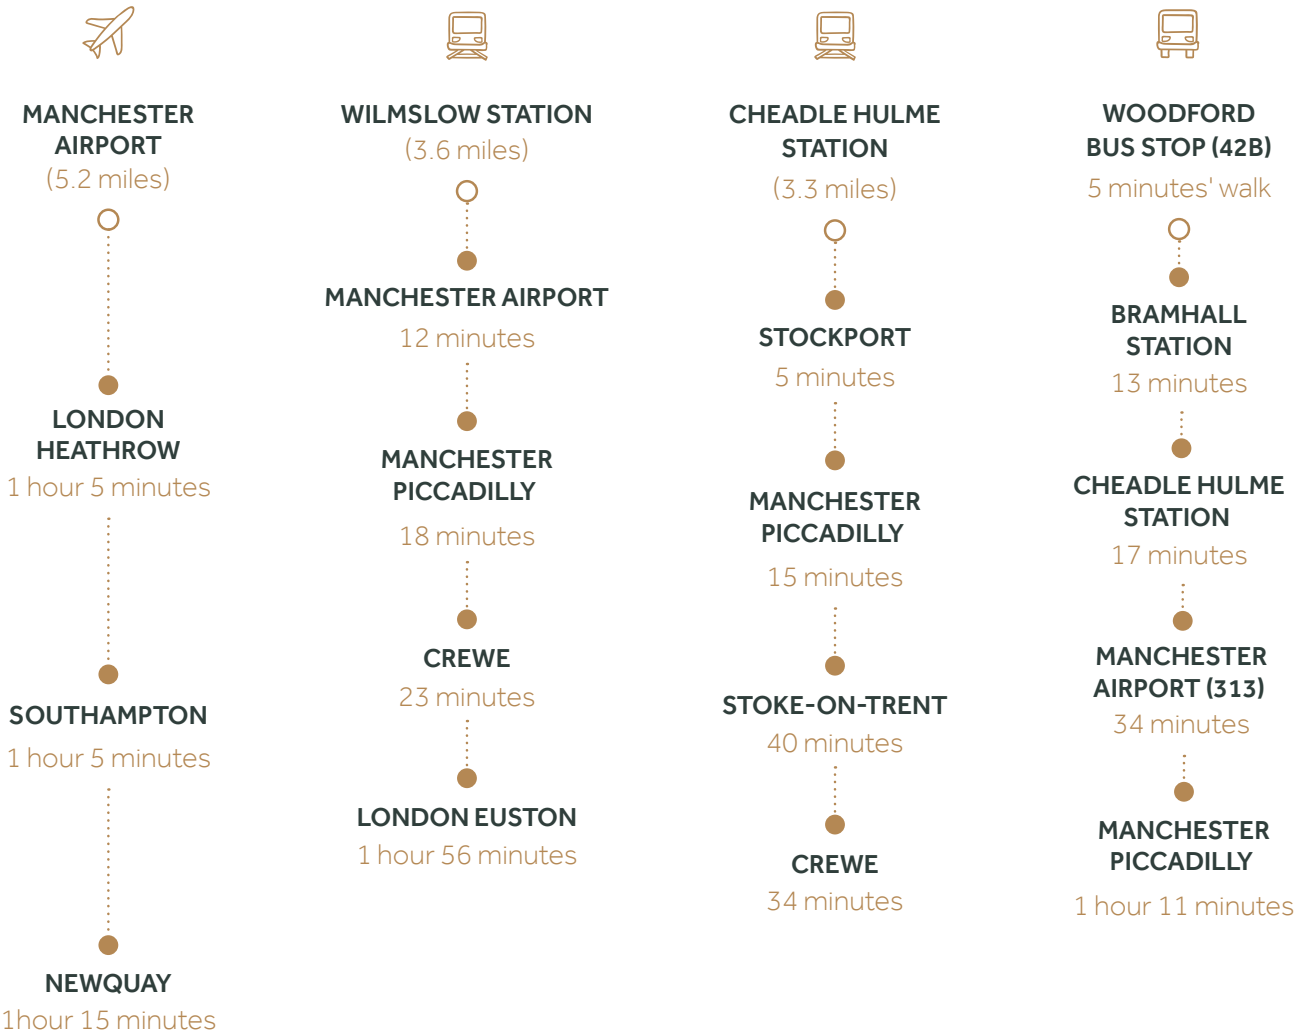 MANCHESTER
AIRPORT
(5.2 miles)
LONDON
HEATHROW
1 hour 5 minutes
SOUTHAMPTON
1 hour 5 minutes
NEWQUAY
1hour 15 minutes
WILMSLOW STATION
(3.6 miles)
MANCHESTER AIRPORT
12 minutes
MANCHESTER
PICCADILLY
18 minutes
CREWE
23 minutes
LONDON EUSTON
1 hour 56 minutes
CHEADLE HULME
STATION
(3.3 miles)
STOCKPORT
5 minutes
MANCHESTER
PICCADILLY
15 minutes
STOKE-ON-TRENT
40 minutes
CREWE
34 minutes
WOODFORD
BUS STOP (42B)
5 minutes' walk
BRAMHALL
STATION
13 minutes
CHEADLE HULME
STATION
17 minutes
MANCHESTER
AIRPORT (313)
34 minutes
MANCHESTER
PICCADILLY
1 hour 11 minutes